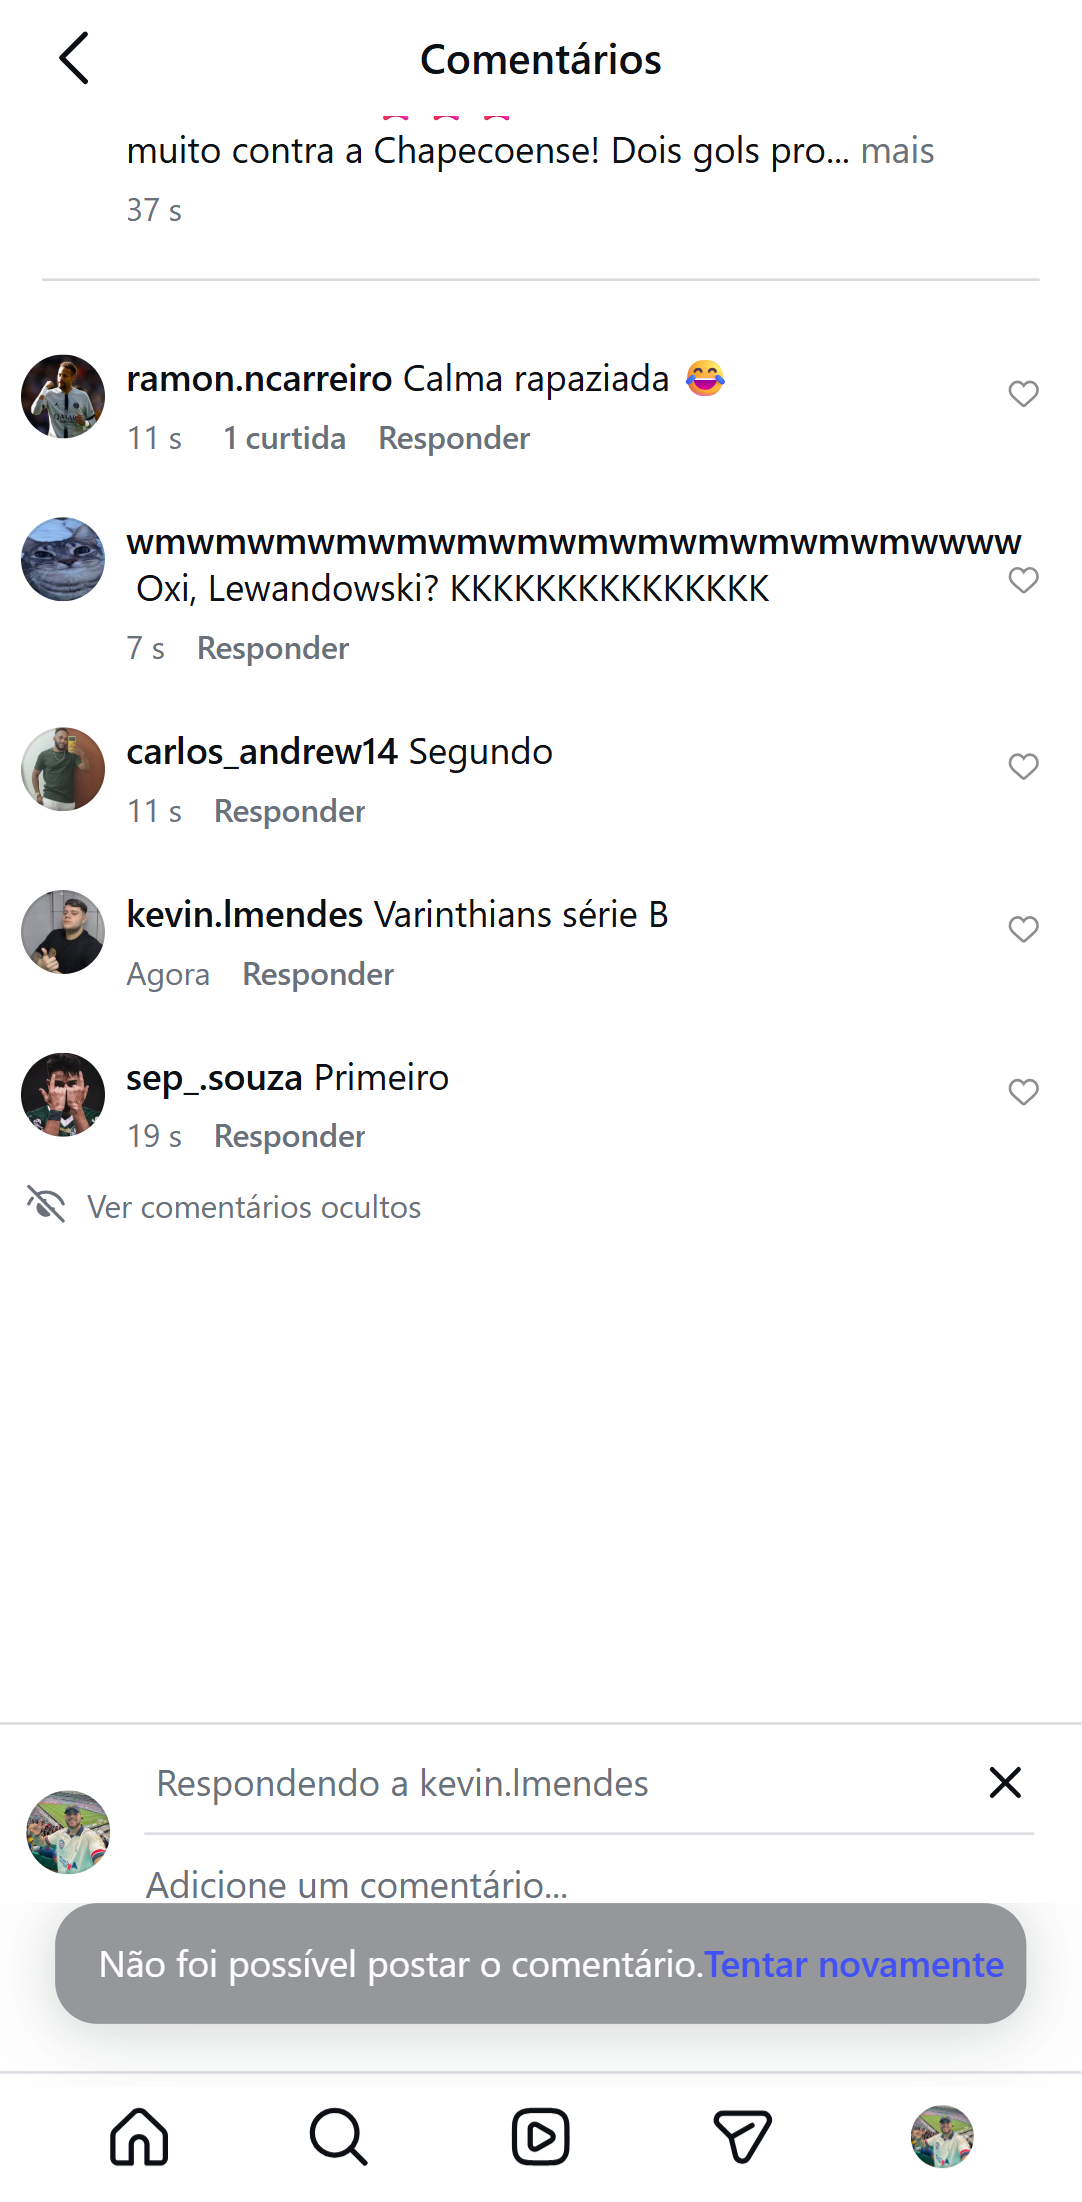 Comentários
muito contra a Chapecoense! Dois gols pro... mais
37 s
ramon.ncarreiro Calma rapaziada 😂
11 s 1 curtida Responder
wmwmwmwmwmwmwmwmwmwmwmwmwmwwww
Oxi, Lewandowski? KKKKKKKKKKKKKKK
7 s Responder
carlos_andrew14 Segundo
11 s Responder
kevin.lmendes Varinthians série B
Agora Responder
sep_.souza Primeiro
19 s Responder
Ver comentários ocultos
Respondendo a kevin.lmendes
Adicione um comentário...
Não foi possível postar o comentário.Tentar novamente